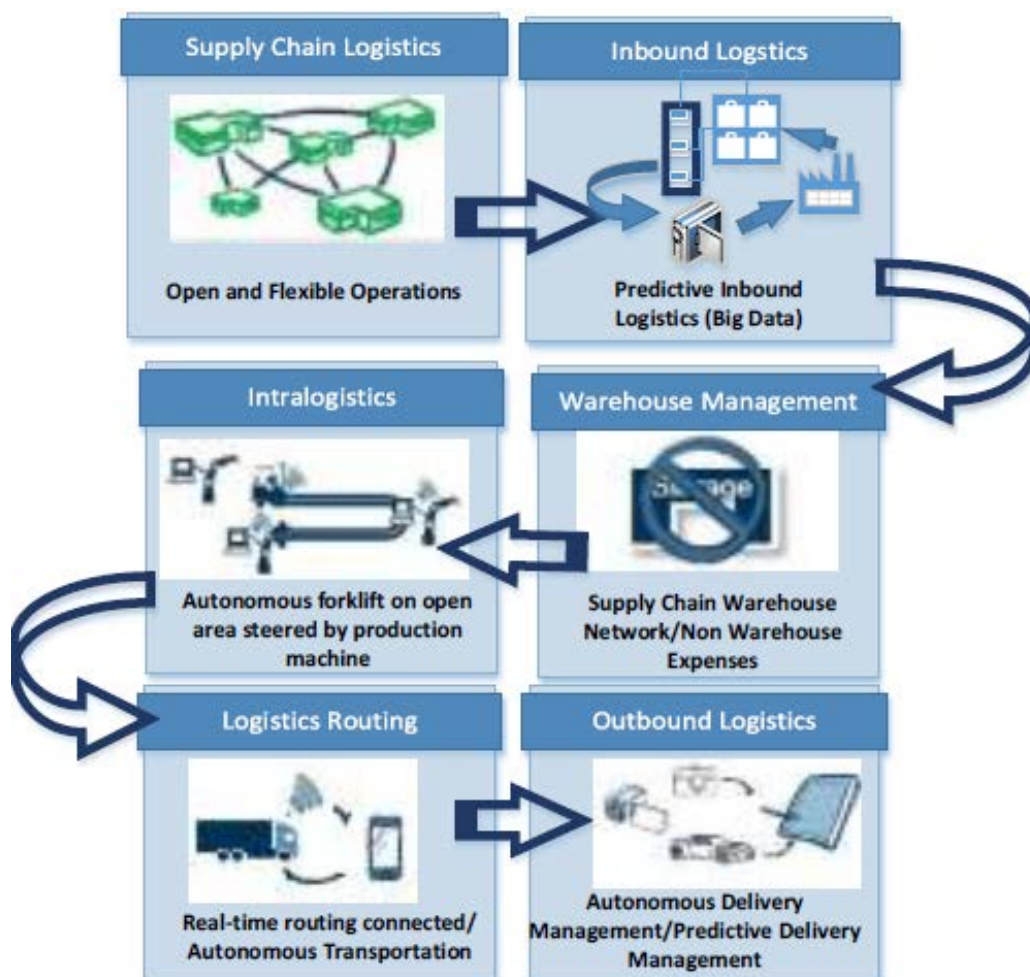 Supply Chain Logistics
Open and Flexible Operations
Inbound Logstics
Predictive Inbound
Logistics (Big Data)
Warehouse Management
Storage
Supply Chain Warehouse
Network/Non Warehouse
Expenses
Intralogistics
Autonomous forklift on open
area steered by production
machine
Logistics Routing
Real-time routing connected/
Autonomous Transportation
Outbound Logistics
Autonomous Delivery
Management/Predictive Delivery
Management